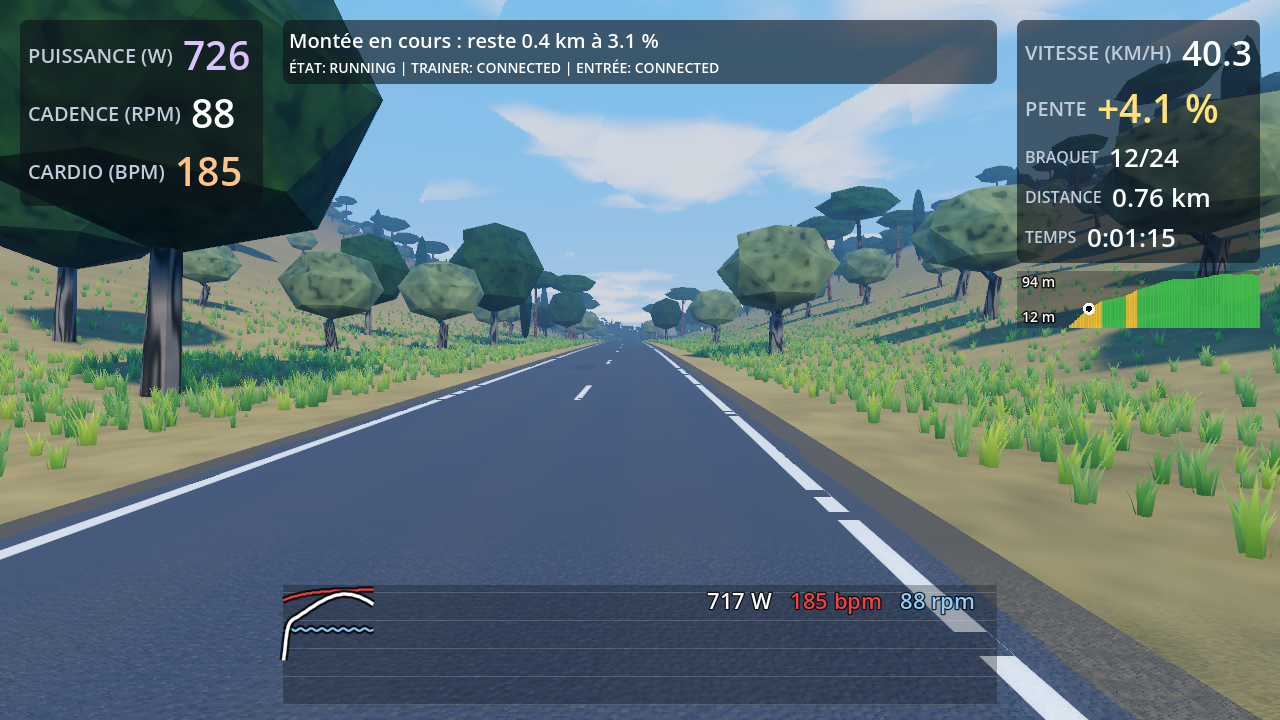 PUISSANCE (W) 726
CADENCE (RPM) 88
CARDIO (BPM) 185
Montée en cours : reste 0.4 km à 3.1 %
ÉTAT: RUNNING | TRAINER: CONNECTED | ENTRÉE: CONNECTED
VITESSE (KM/H) 40.3
PENTE +4.1 %
BRAQUET 12/24
DISTANCE 0.76 km
TEMPS 0:01:15
94 m
12 m
717 W 185 bpm 88 rpm